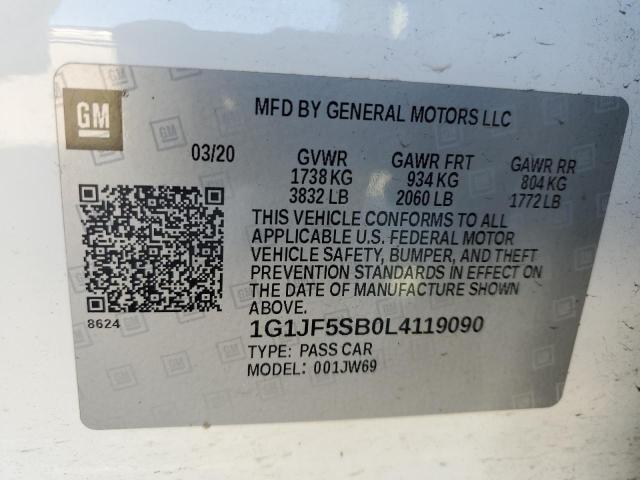 GM
MFD BY GENERAL MOTORS LLC
03/20 GVWR GAWR FRT GAWR RR
1738 KG 934 KG 804 KG
3832 LB 2060 LB 1772 LB
THIS VEHICLE CONFORMS TO ALL
APPLICABLE U.S. FEDERAL MOTOR
VEHICLE SAFETY, BUMPER, AND THEFT
PREVENTION STANDARDS IN EFFECT ON
THE DATE OF MANUFACTURE SHOWN
ABOVE.
8624
1G1JF5SB0L4119090
TYPE: PASS CAR
MODEL: 001JW69